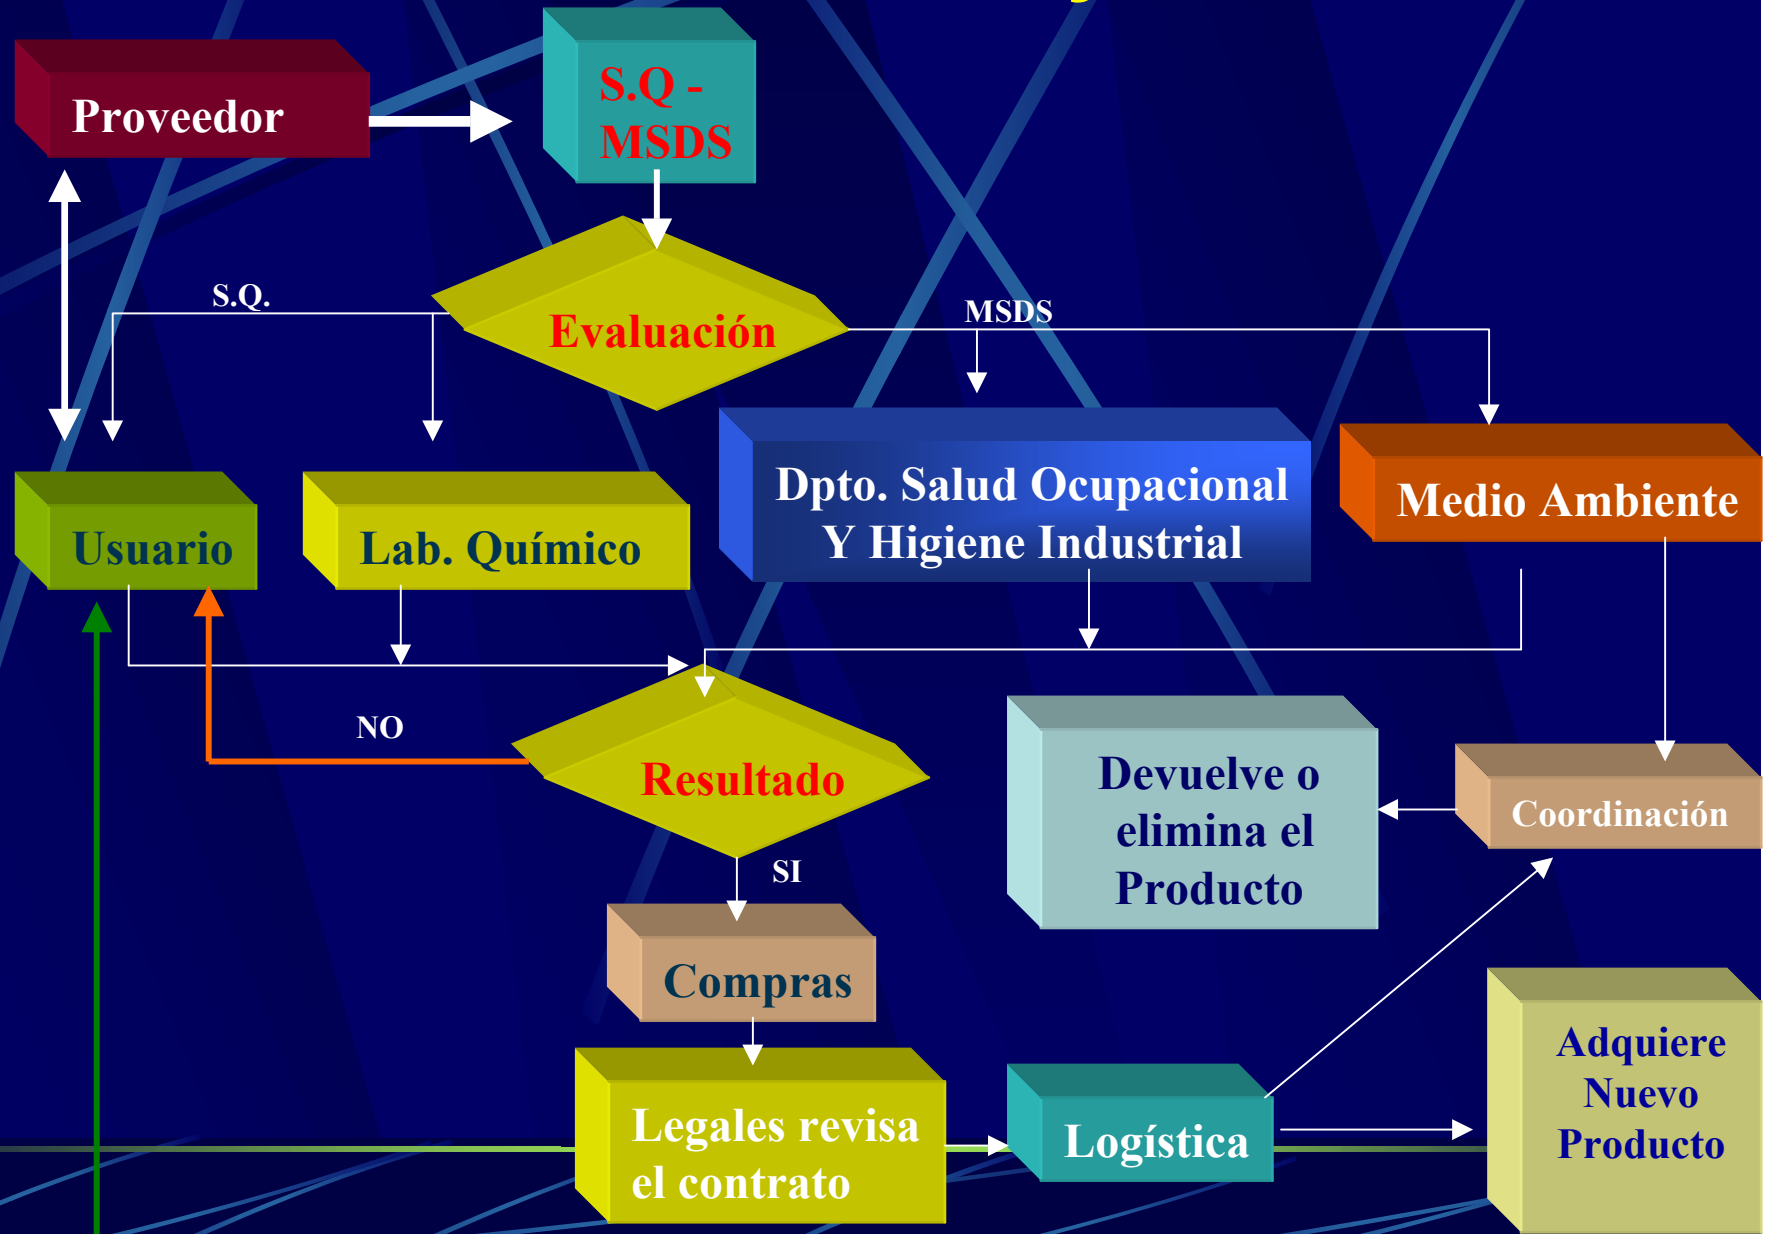 Proveedor
S.Q -
MSDS
S.Q.
Evaluación
MSDS
Usuario
Lab. Químico
Dpto. Salud Ocupacional
Y Higiene Industrial
Medio Ambiente
NO
Resultado
SI
Devuelve o
elimina el
Producto
Coordinación
Compras
Legales revisa
el contrato
Logística
Adquiere
Nuevo
Producto